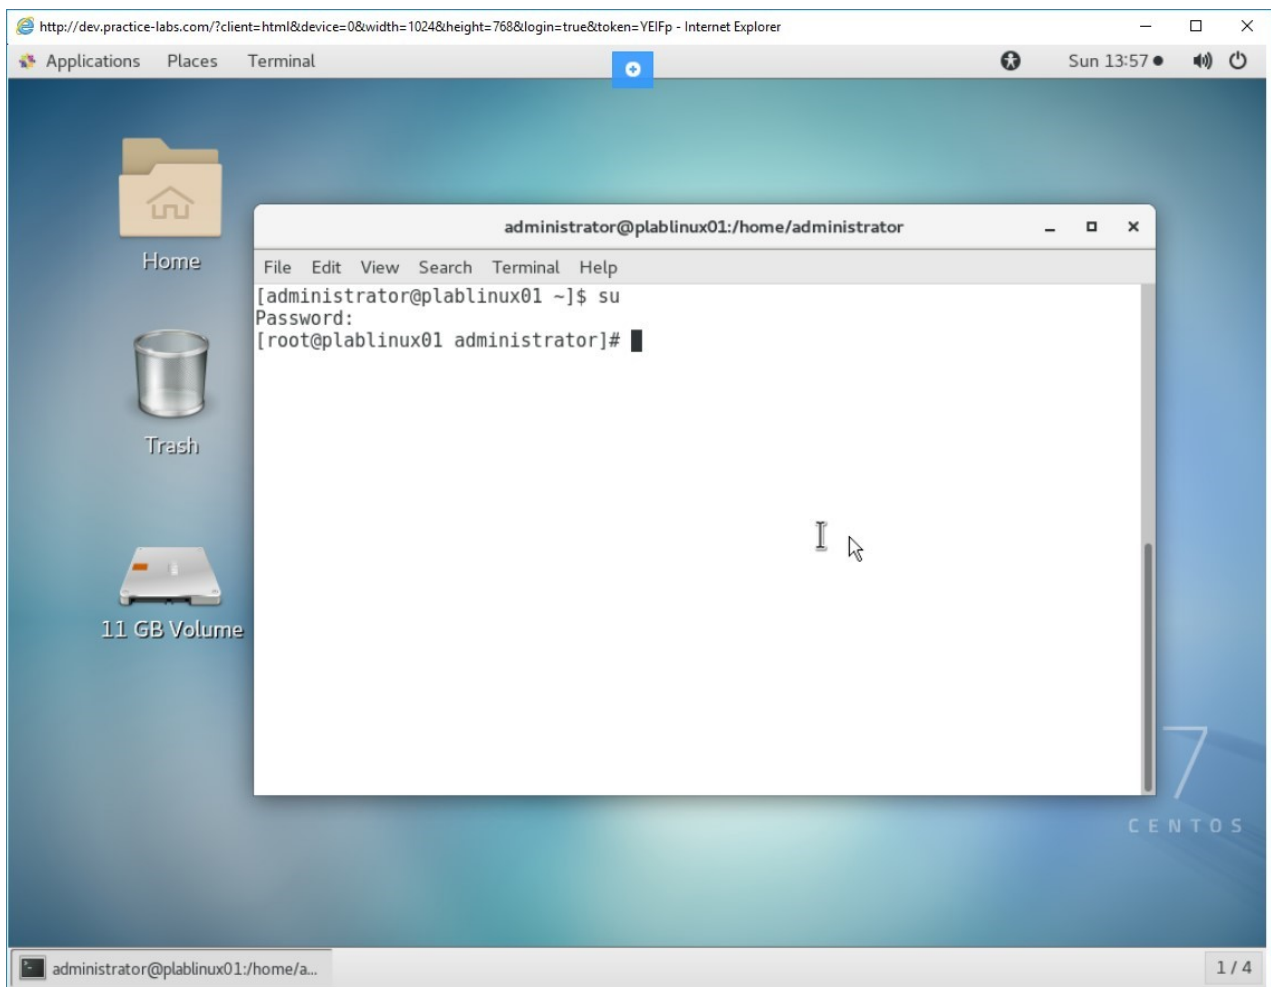 http://dev.practice-labs.com/?client=html&device=0&width=1024&height=768&login=true&token=YEIFp - Internet Explorer
Applications Places Terminal Sun 13:57
Home
Trash
11 GB Volume
administrator@plablinux01:/home/administrator
File Edit View Search Terminal Help
[administrator@plablinux01 ~]$ su
Password:
[root@plablinux01 administrator]#
7
CENTOS
administrator@plablinux01:/home/a...
1 / 4